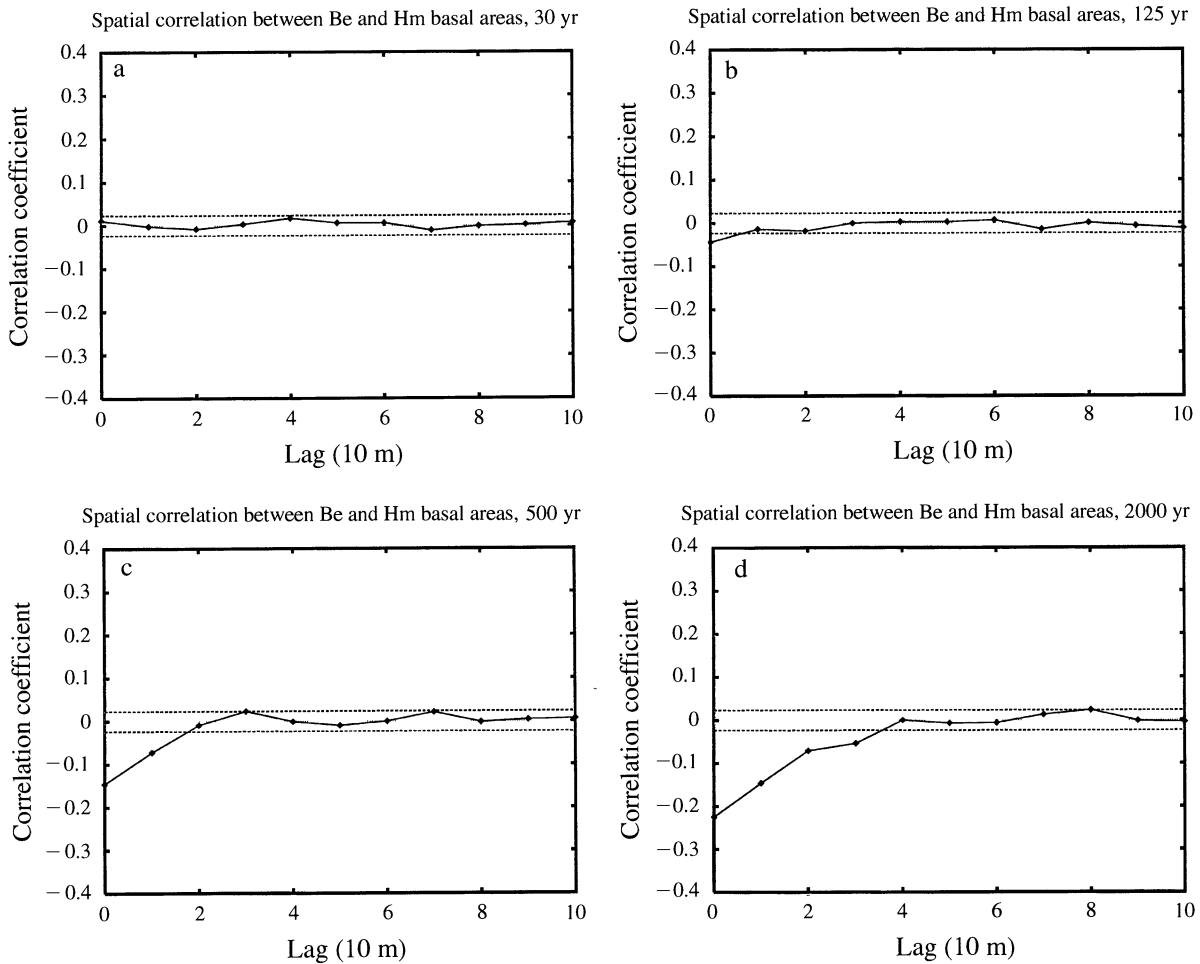 Spatial correlation between Be and Hm basal areas, 30 yr
a
0.4
0.3
0.2
0.1
0
−0.1
−0.2
−0.3
−0.4
Correlation coefficient
0 2 4 6 8 10
Lag (10 m)
Spatial correlation between Be and Hm basal areas, 125 yr
b
0.4
0.3
0.2
0.1
0
−0.1
−0.2
−0.3
−0.4
Correlation coefficient
0 2 4 6 8 10
Lag (10 m)
Spatial correlation between Be and Hm basal areas, 500 yr
c
0.4
0.3
0.2
0.1
0
−0.1
−0.2
−0.3
−0.4
Correlation coefficient
0 2 4 6 8 10
Lag (10 m)
Spatial correlation between Be and Hm basal areas, 2000 yr
d
0.4
0.3
0.2
0.1
0
−0.1
−0.2
−0.3
−0.4
Correlation coefficient
0 2 4 6 8 10
Lag (10 m)